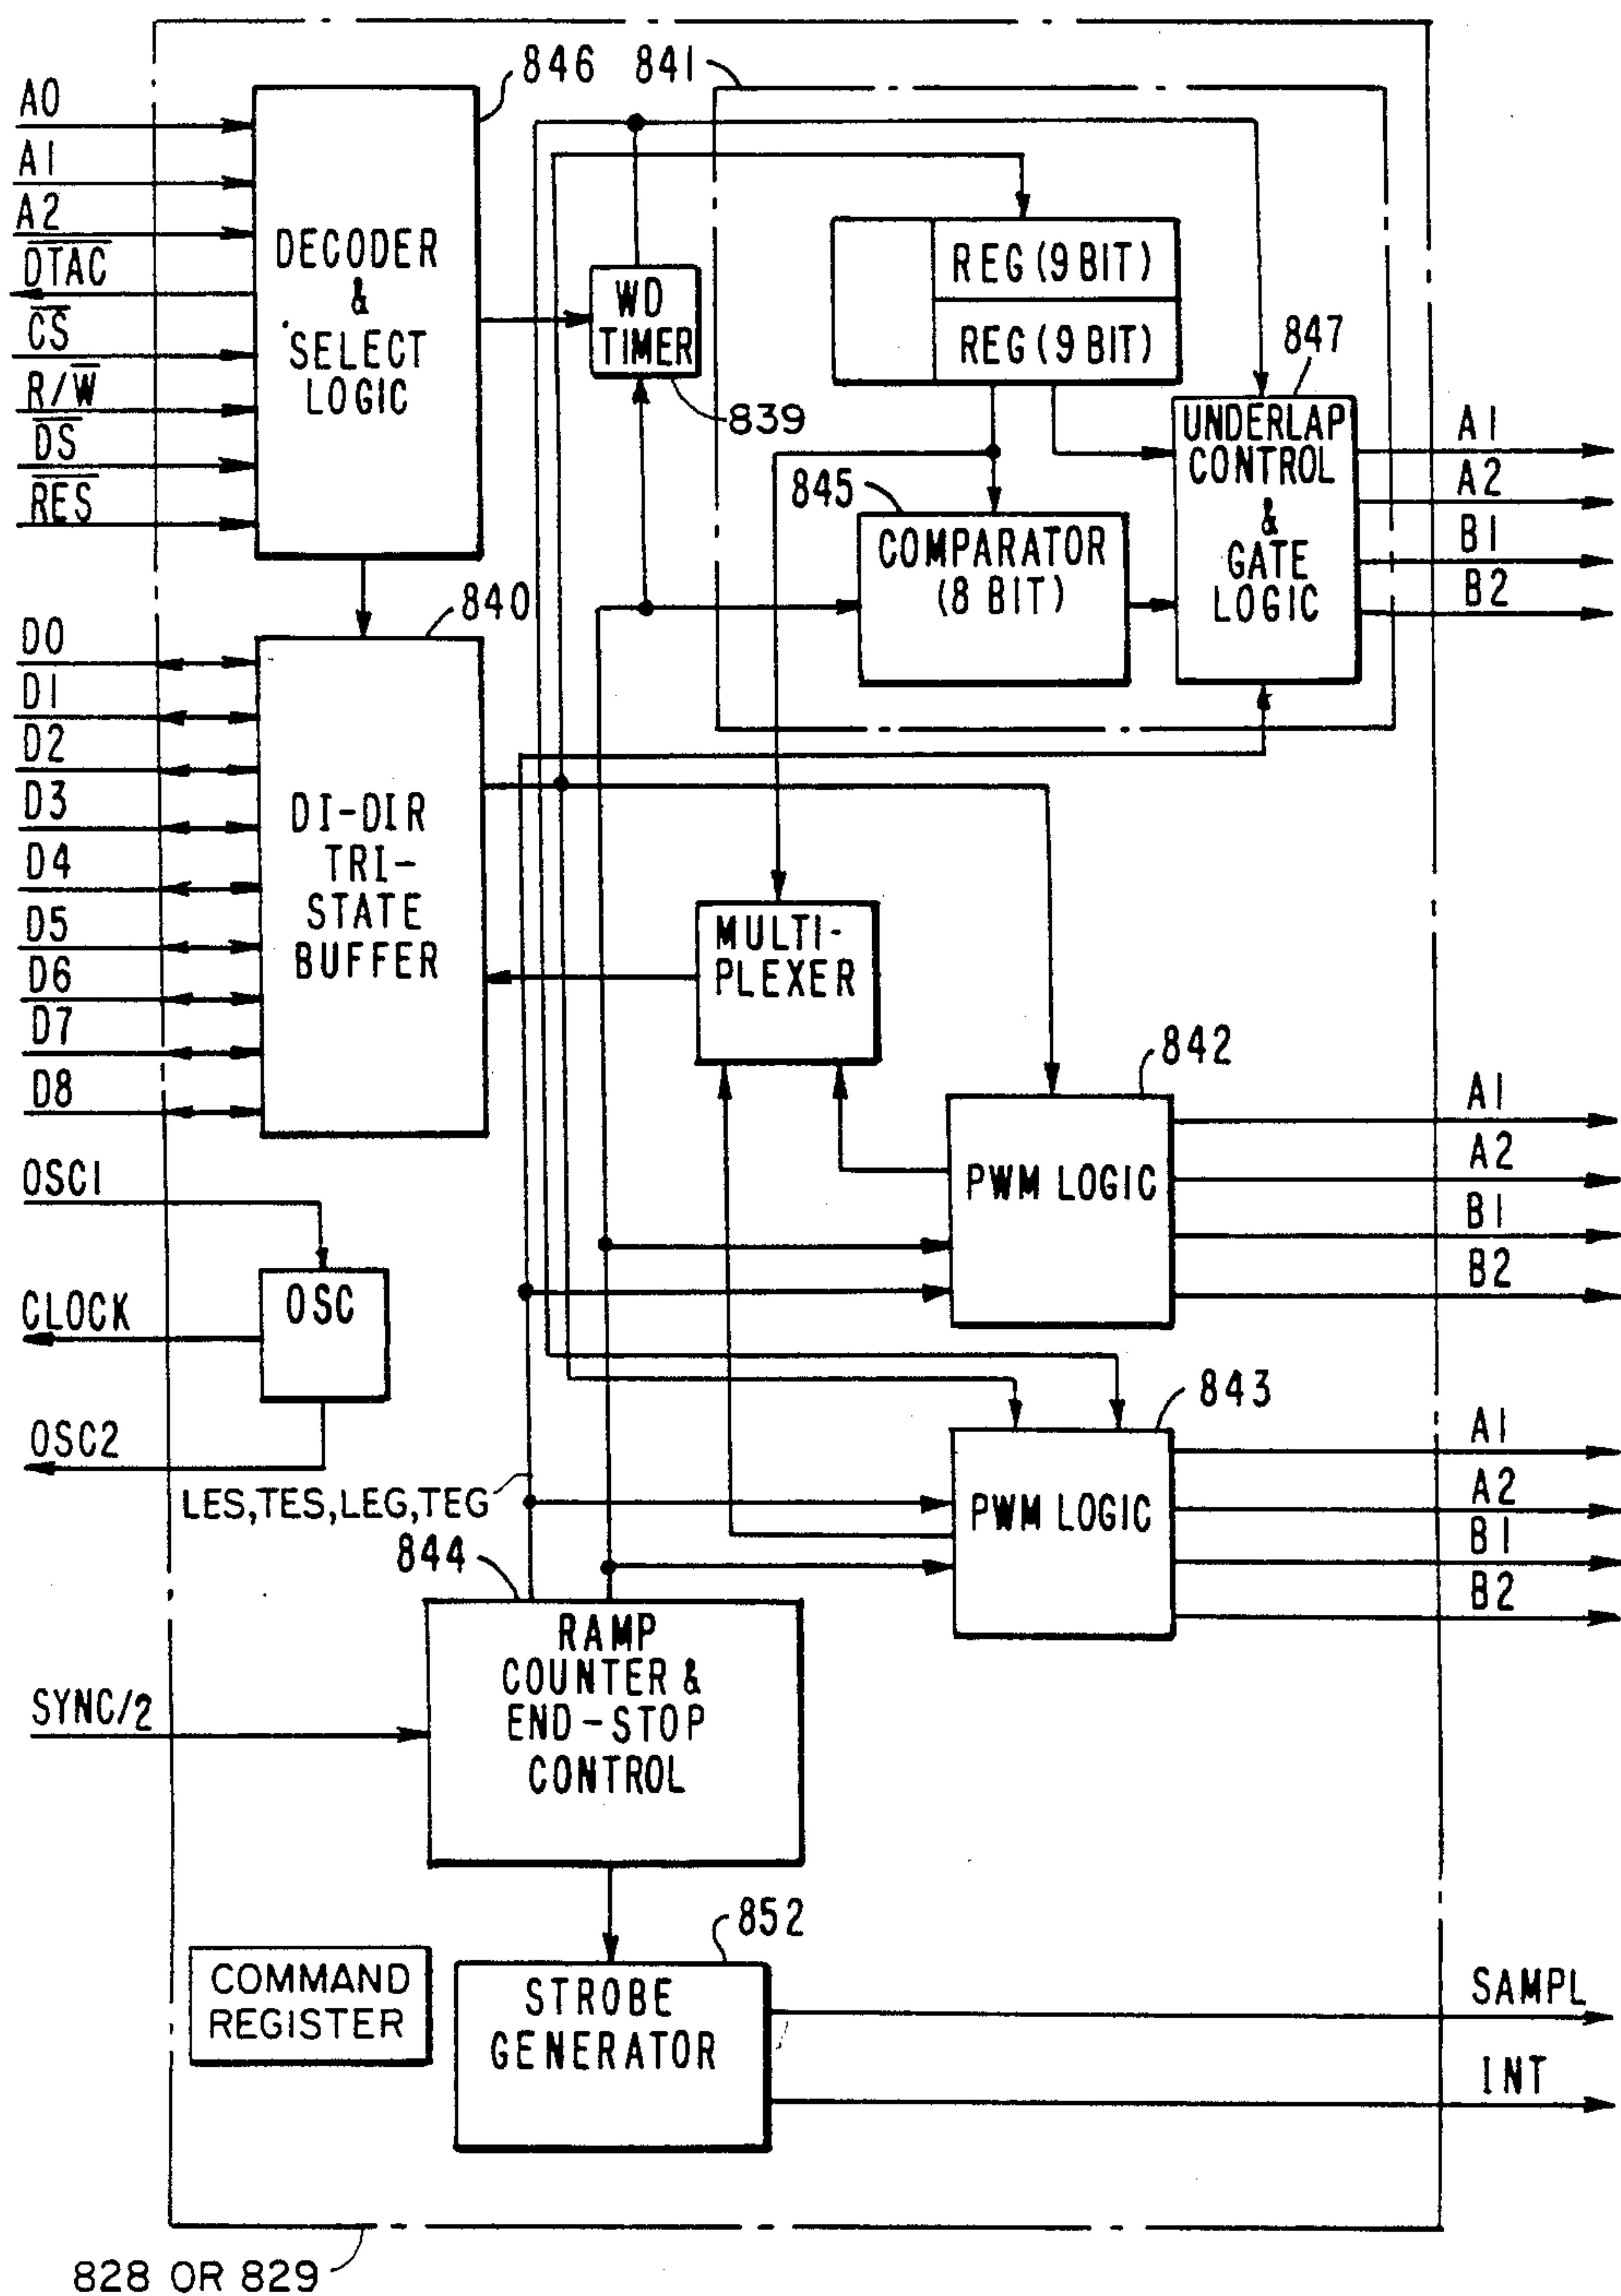 846 841
A0
A1
A2
DTAC
CS
R/W
DS
RES
DECODER
&
SELECT
LOGIC
WD
TIMER
839
REG (9 BIT)
REG (9 BIT)
847
UNDERLAP
CONTROL
&
GATE
LOGIC
A1
A2
B1
B2
845
COMPARATOR
(8 BIT)
840
D0
D1
D2
D3
D4
D5
D6
D7
D8
DI-DIR
TRI-
STATE
BUFFER
MULTI-
PLEXER
842
PWM LOGIC
A1
A2
B1
B2
OSC1
CLOCK
OSC2
OSC
843
PWM LOGIC
A1
A2
B1
B2
LES,TES,LEG,TEG
844
RAMP
COUNTER &
END-STOP
CONTROL
SYNC/2
852
STROBE
GENERATOR
SAMPL
INT
COMMAND
REGISTER
828 OR 829